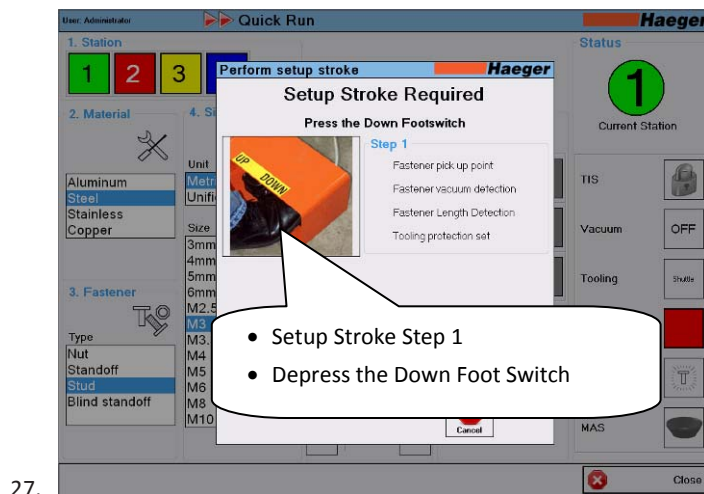 User: Administrator
Quick Run
Haeger
1. Station
1
2
3
Status
1
Current Station
2. Material
Aluminum
Steel
Stainless
Copper
3. Fastener
Type
Nut
Standoff
Stud
Blind standoff
Unit
Size
3mm
4mm
5mm
6mm
M2.5
M3
M3.
M4
M5
M6
M8
M10
Perform setup stroke
Haeger
Setup Stroke Required
Press the Down Footswitch
UP
DOWN
Step 1
Fastener pick up point
Fastener vacuum detection
Fastener Length Detection
Tooling protection set
• Setup Stroke Step 1
• Depress the Down Foot Switch
Cancel
TIS
Vacuum
OFF
Tooling
Shuttle
MAS
Close
27.